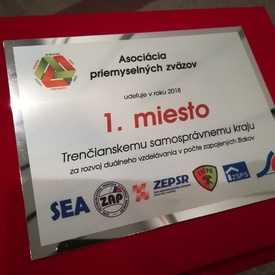 Asociácia
priemyselných zväzov
udeľuje v roku 2018
1. miesto
Trenčianskemu samosprávnemu kraju
za rozvoj duálneho vzdelávania v počte zapojených žiakov
SEA
ZAP
ZEPSR
ZSPS